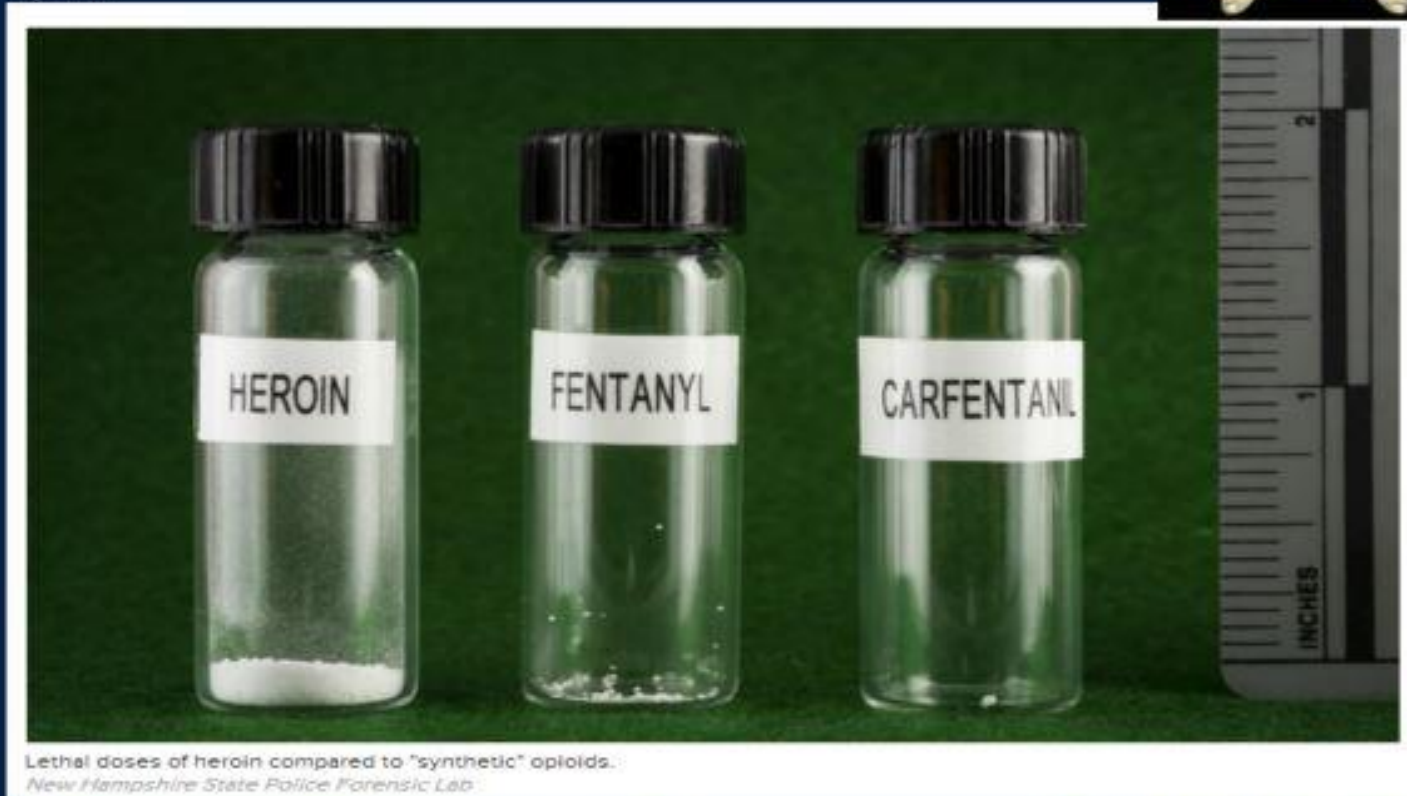 HEROIN
FENTANYL
CARFENTANIL
2
1
INCHES
Lethal doses of heroin compared to "synthetic" opioids.
New Hampshire State Police Forensic Lab